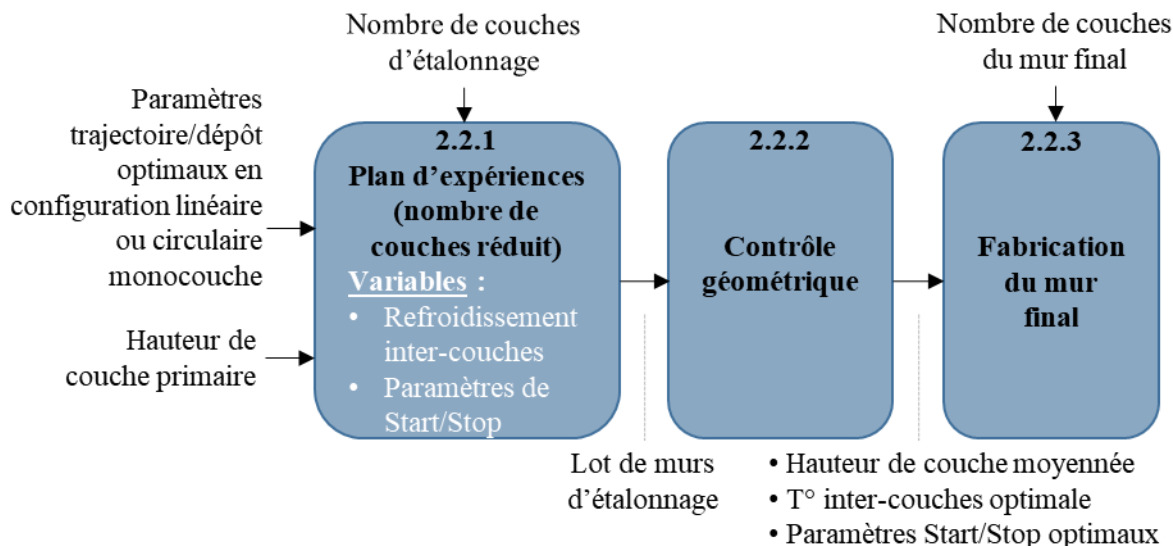 Nombre de couches
d’étalonnage
Nombre de couches
du mur final
Paramètres
trajectoire/dépôt
optimaux en
configuration linéaire
ou circulaire
monocouche
Hauteur de
couche primaire
2.2.1
Plan d’expériences
(nombre de
couches réduit)
Variables :
• Refroidissement
inter-couches
• Paramètres de
Start/Stop
2.2.2
Contrôle
géométrique
2.2.3
Fabrication
du mur
final
Lot de murs
d’étalonnage
• Hauteur de couche moyennée
• T° inter-couches optimale
• Paramètres Start/Stop optimaux